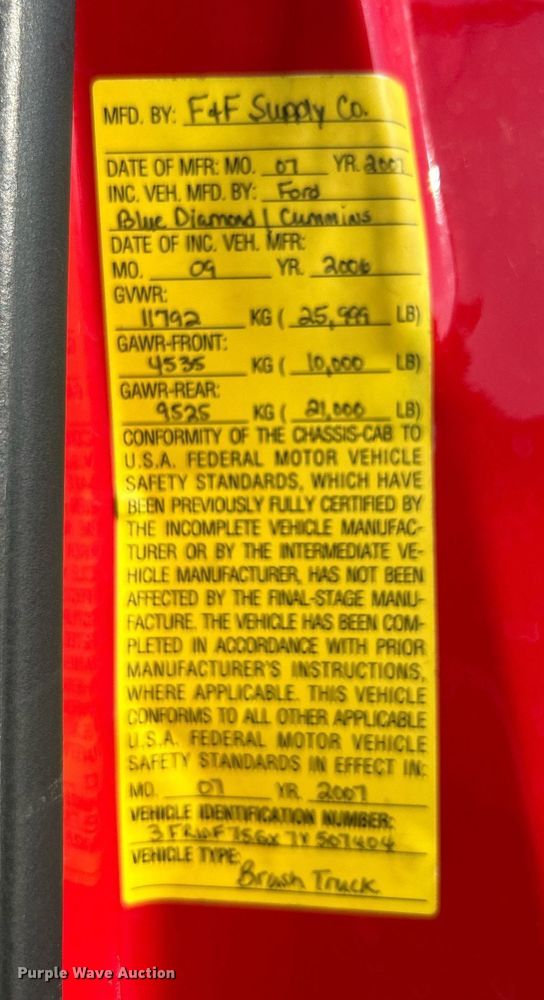 MFD. BY: F&F Supply Co.
DATE OF MFR: MO. 07 YR. 2007
INC. VEH. MFD. BY: Ford
Blue Diamond | Cummins
DATE OF INC. VEH. MFR:
MO. 09 YR. 2006
GVWR:
11792 KG ( 25,999 LB)
GAWR-FRONT:
4535 KG ( 10,000 LB)
GAWR-REAR:
9525 KG ( 21,000 LB)
CONFORMITY OF THE CHASSIS-CAB TO
U.S.A. FEDERAL MOTOR VEHICLE
SAFETY STANDARDS, WHICH HAVE
BEEN PREVIOUSLY FULLY CERTIFIED BY
THE INCOMPLETE VEHICLE MANUFAC-
TURER OR BY THE INTERMEDIATE VE-
HICLE MANUFACTURER, HAS NOT BEEN
AFFECTED BY THE FINAL-STAGE MANU-
FACTURE. THE VEHICLE HAS BEEN COM-
PLETED IN ACCORDANCE WITH PRIOR
MANUFACTURER'S INSTRUCTIONS,
WHERE APPLICABLE. THIS VEHICLE
CONFORMS TO ALL OTHER APPLICABLE
U.S.A. FEDERAL MOTOR VEHICLE
SAFETY STANDARDS IN EFFECT IN:
MO. 07 YR. 2007
VEHICLE IDENTIFICATION NUMBER:
VEHICLE TYPE:
Brush Truck
Purple Wave Auction